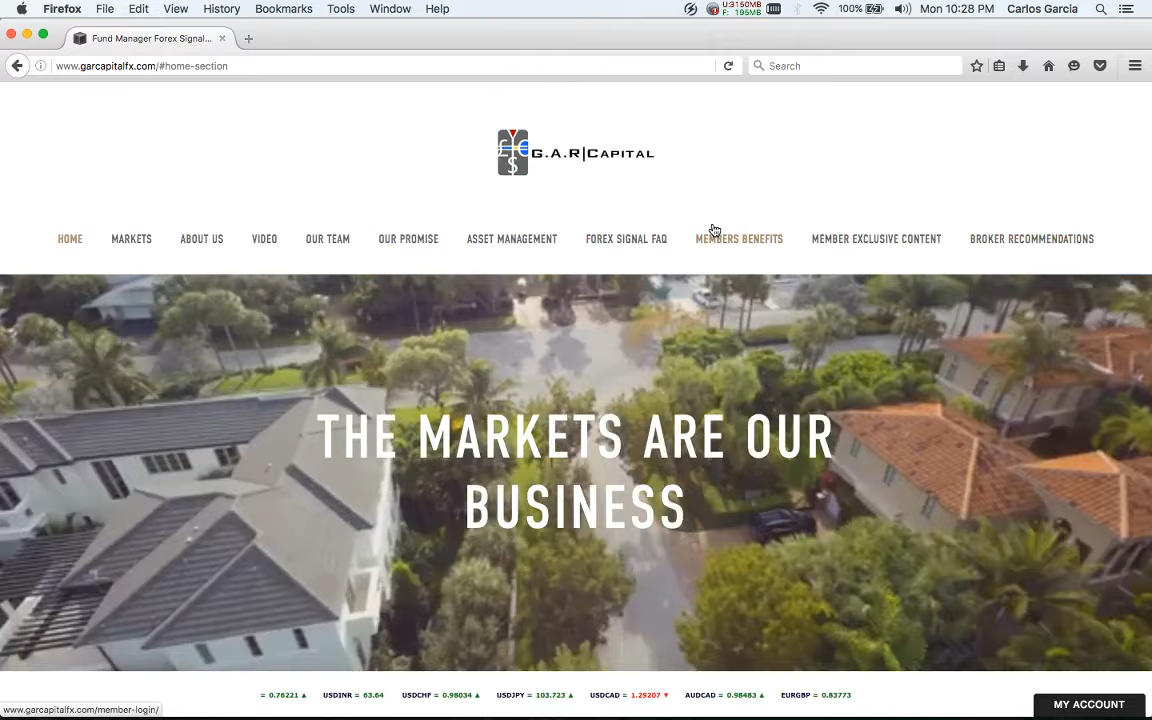 Firefox File Edit View History Bookmarks Tools Window Help U:3150MB F: 195MB 100% Mon 10:28 PM Carlos Garcia
Fund Manager Forex Signal...
www.garcapitalfx.com/#home-section Search
G.A.R|CAPITAL
HOME MARKETS ABOUT US VIDEO OUR TEAM OUR PROMISE ASSET MANAGEMENT FOREX SIGNAL FAQ MEMBERS BENEFITS MEMBER EXCLUSIVE CONTENT BROKER RECOMMENDATIONS
THE MARKETS ARE OUR
BUSINESS
= 0.76221 ▲ USDINR = 63.64 USDCHF = 0.98034 ▲ USDJPY = 103.723 ▲ USDCAD = 1.29207 ▼ AUDCAD = 0.98483 ▲ EURGBP = 0.83773
MY ACCOUNT
www.garcapitalfx.com/member-login/